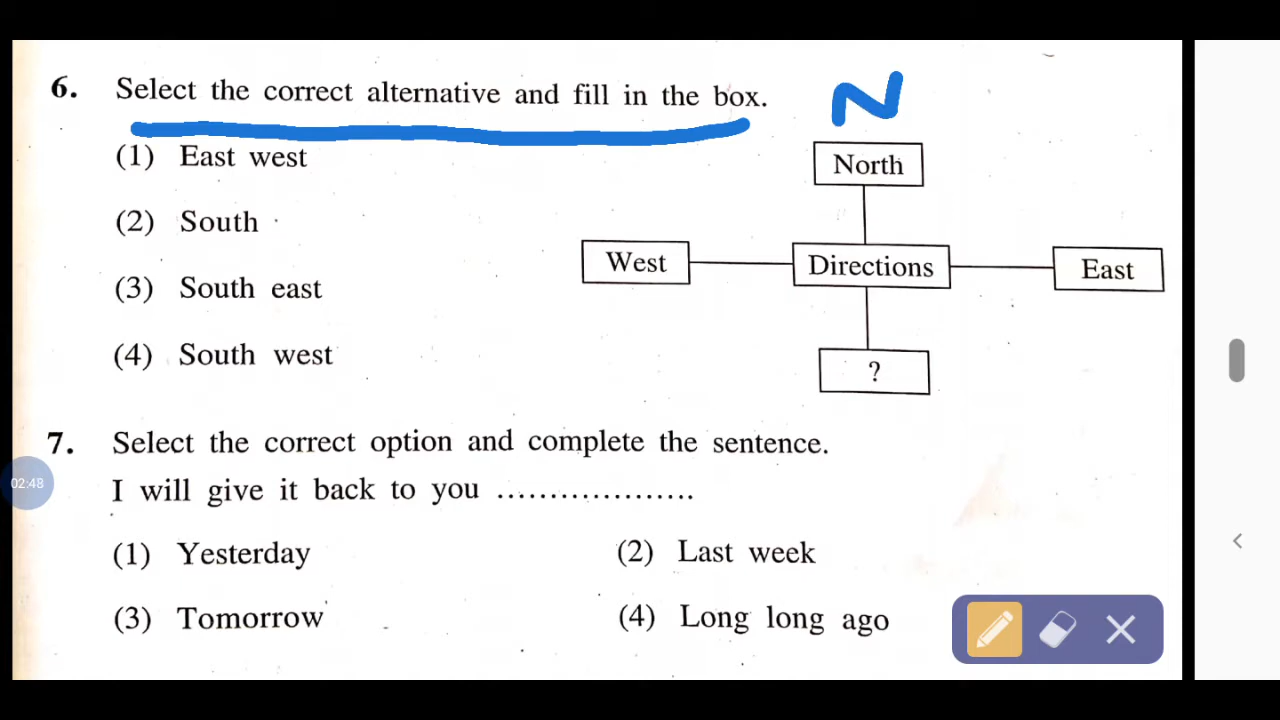 6. Select the correct alternative and fill in the box.
N
(1) East west
North
(2) South
West
Directions
East
(3) South east
(4) South west
?
7. Select the correct option and complete the sentence.
02:48
I will give it back to you ...................
(1) Yesterday (2) Last week
(3) Tomorrow (4) Long long ago